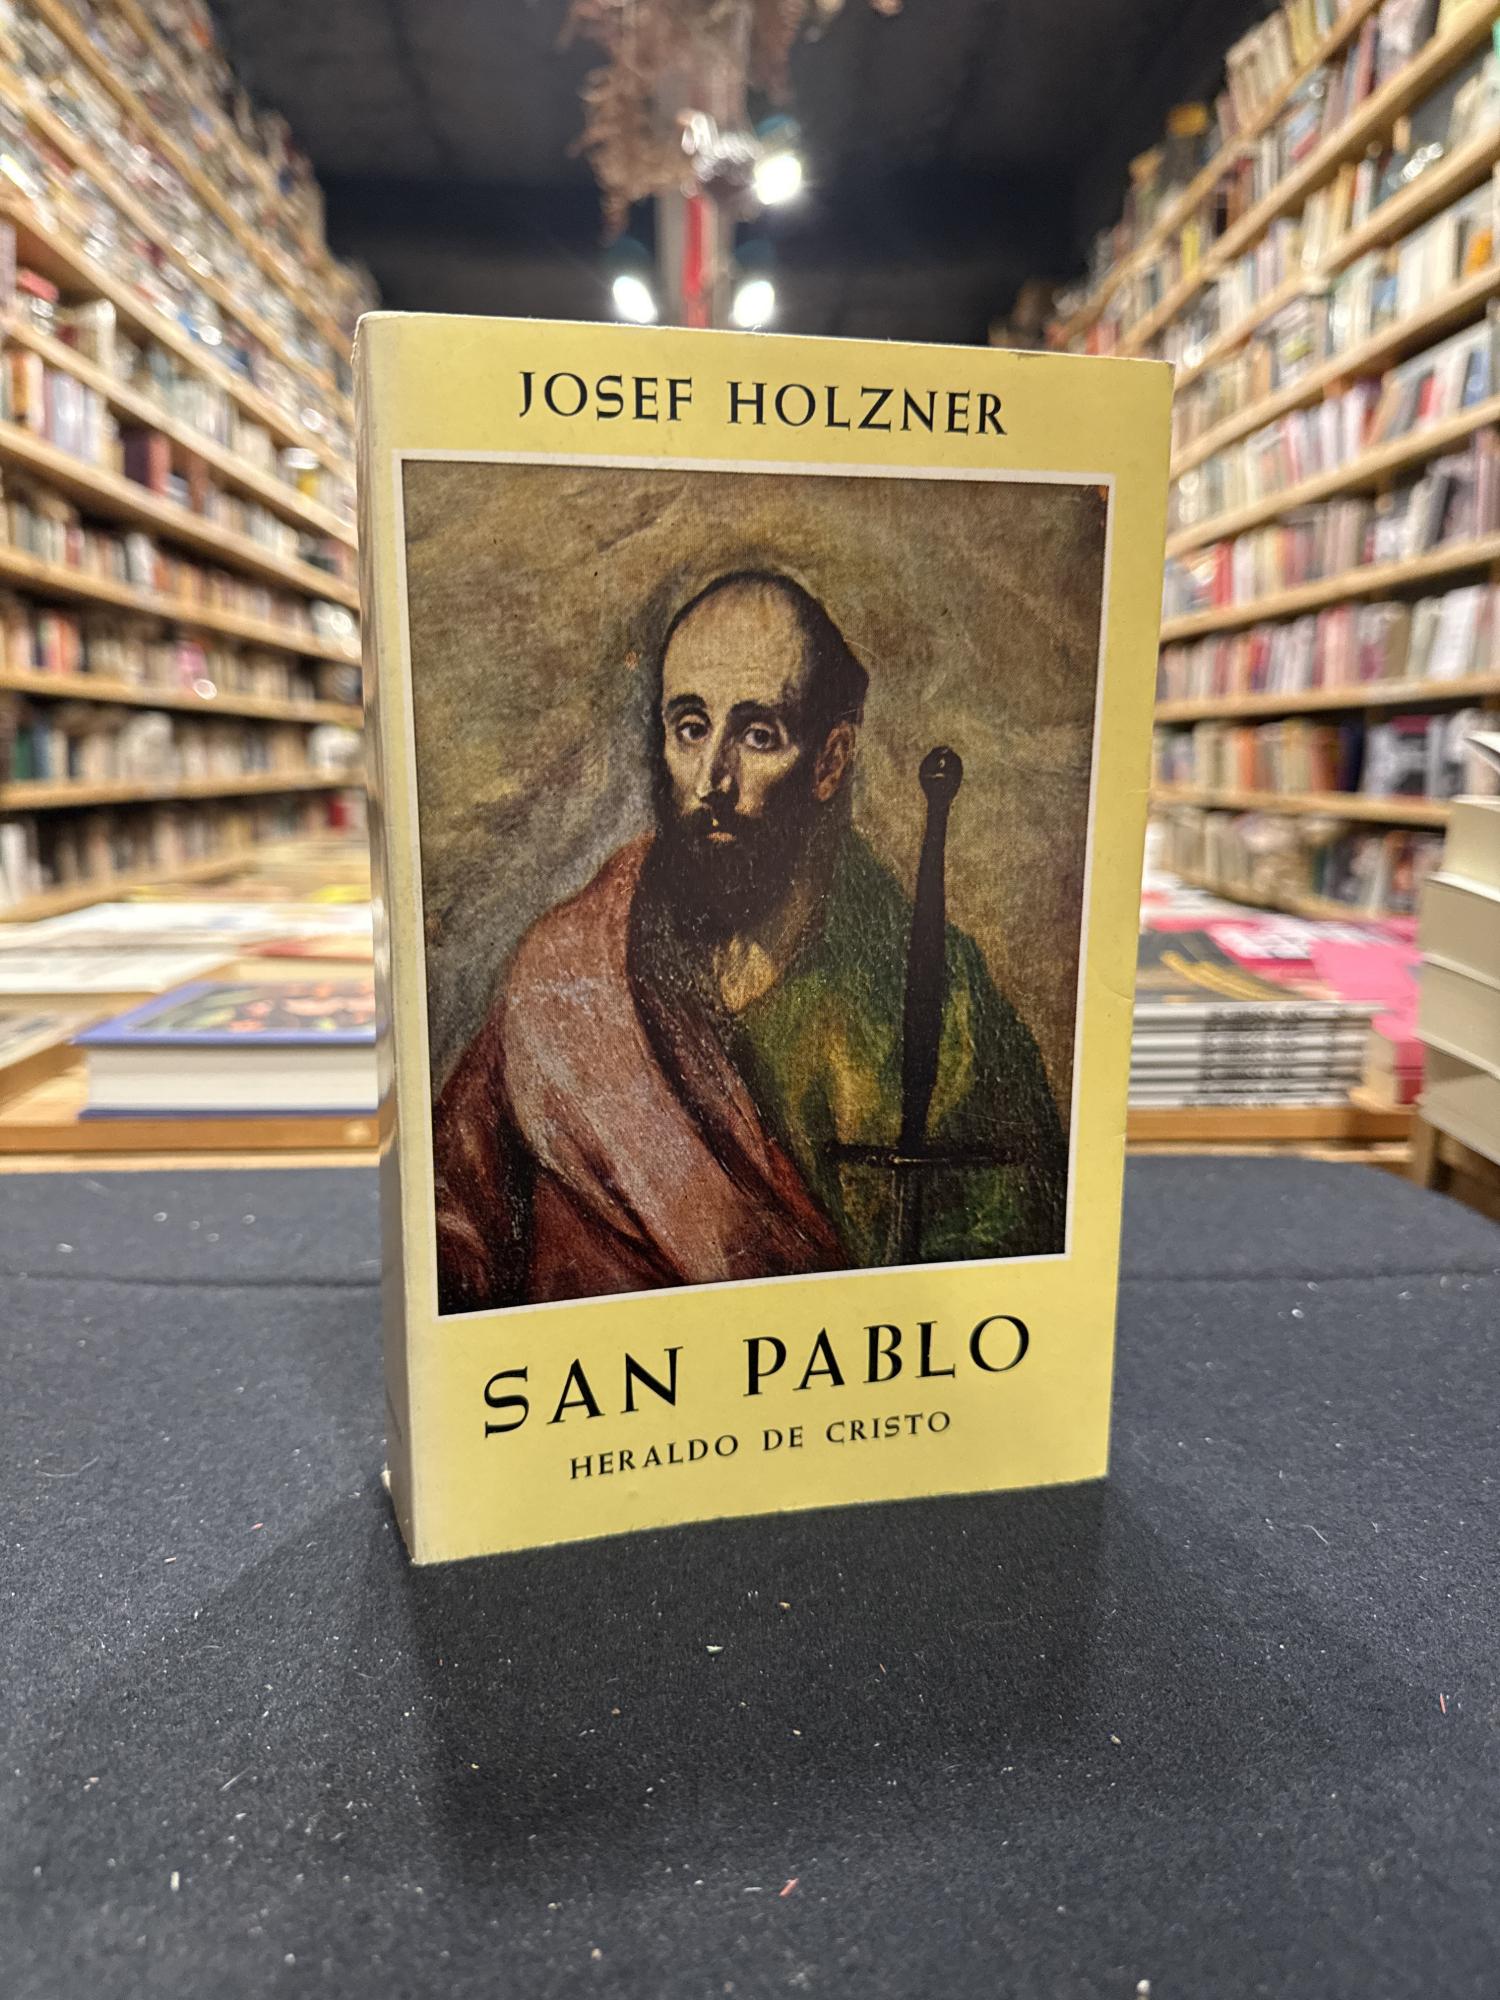 JOSEF HOLZNER
SAN PABLO
HERALDO DE CRISTO